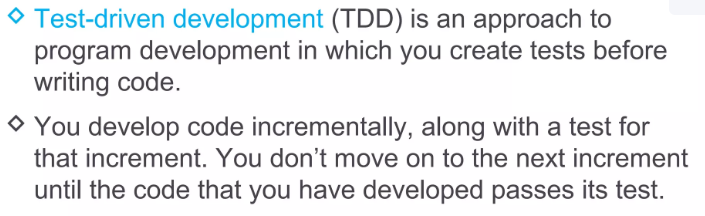 Test-driven development (TDD) is an approach to
program development in which you create tests before
writing code.
You develop code incrementally, along with a test for
that increment. You don’t move on to the next increment
until the code that you have developed passes its test.